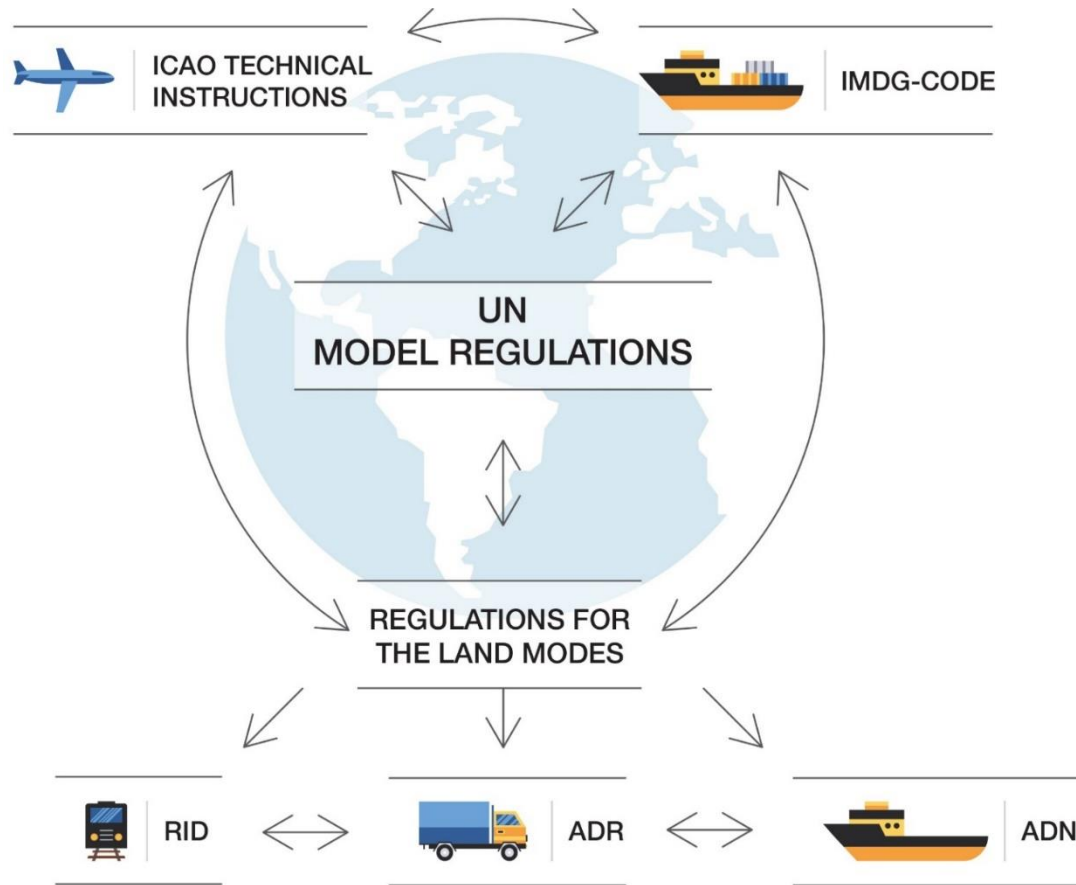 ICAO TECHNICAL
INSTRUCTIONS
IMDG-CODE
UN
MODEL REGULATIONS
REGULATIONS FOR
THE LAND MODES
RID
ADR
ADN